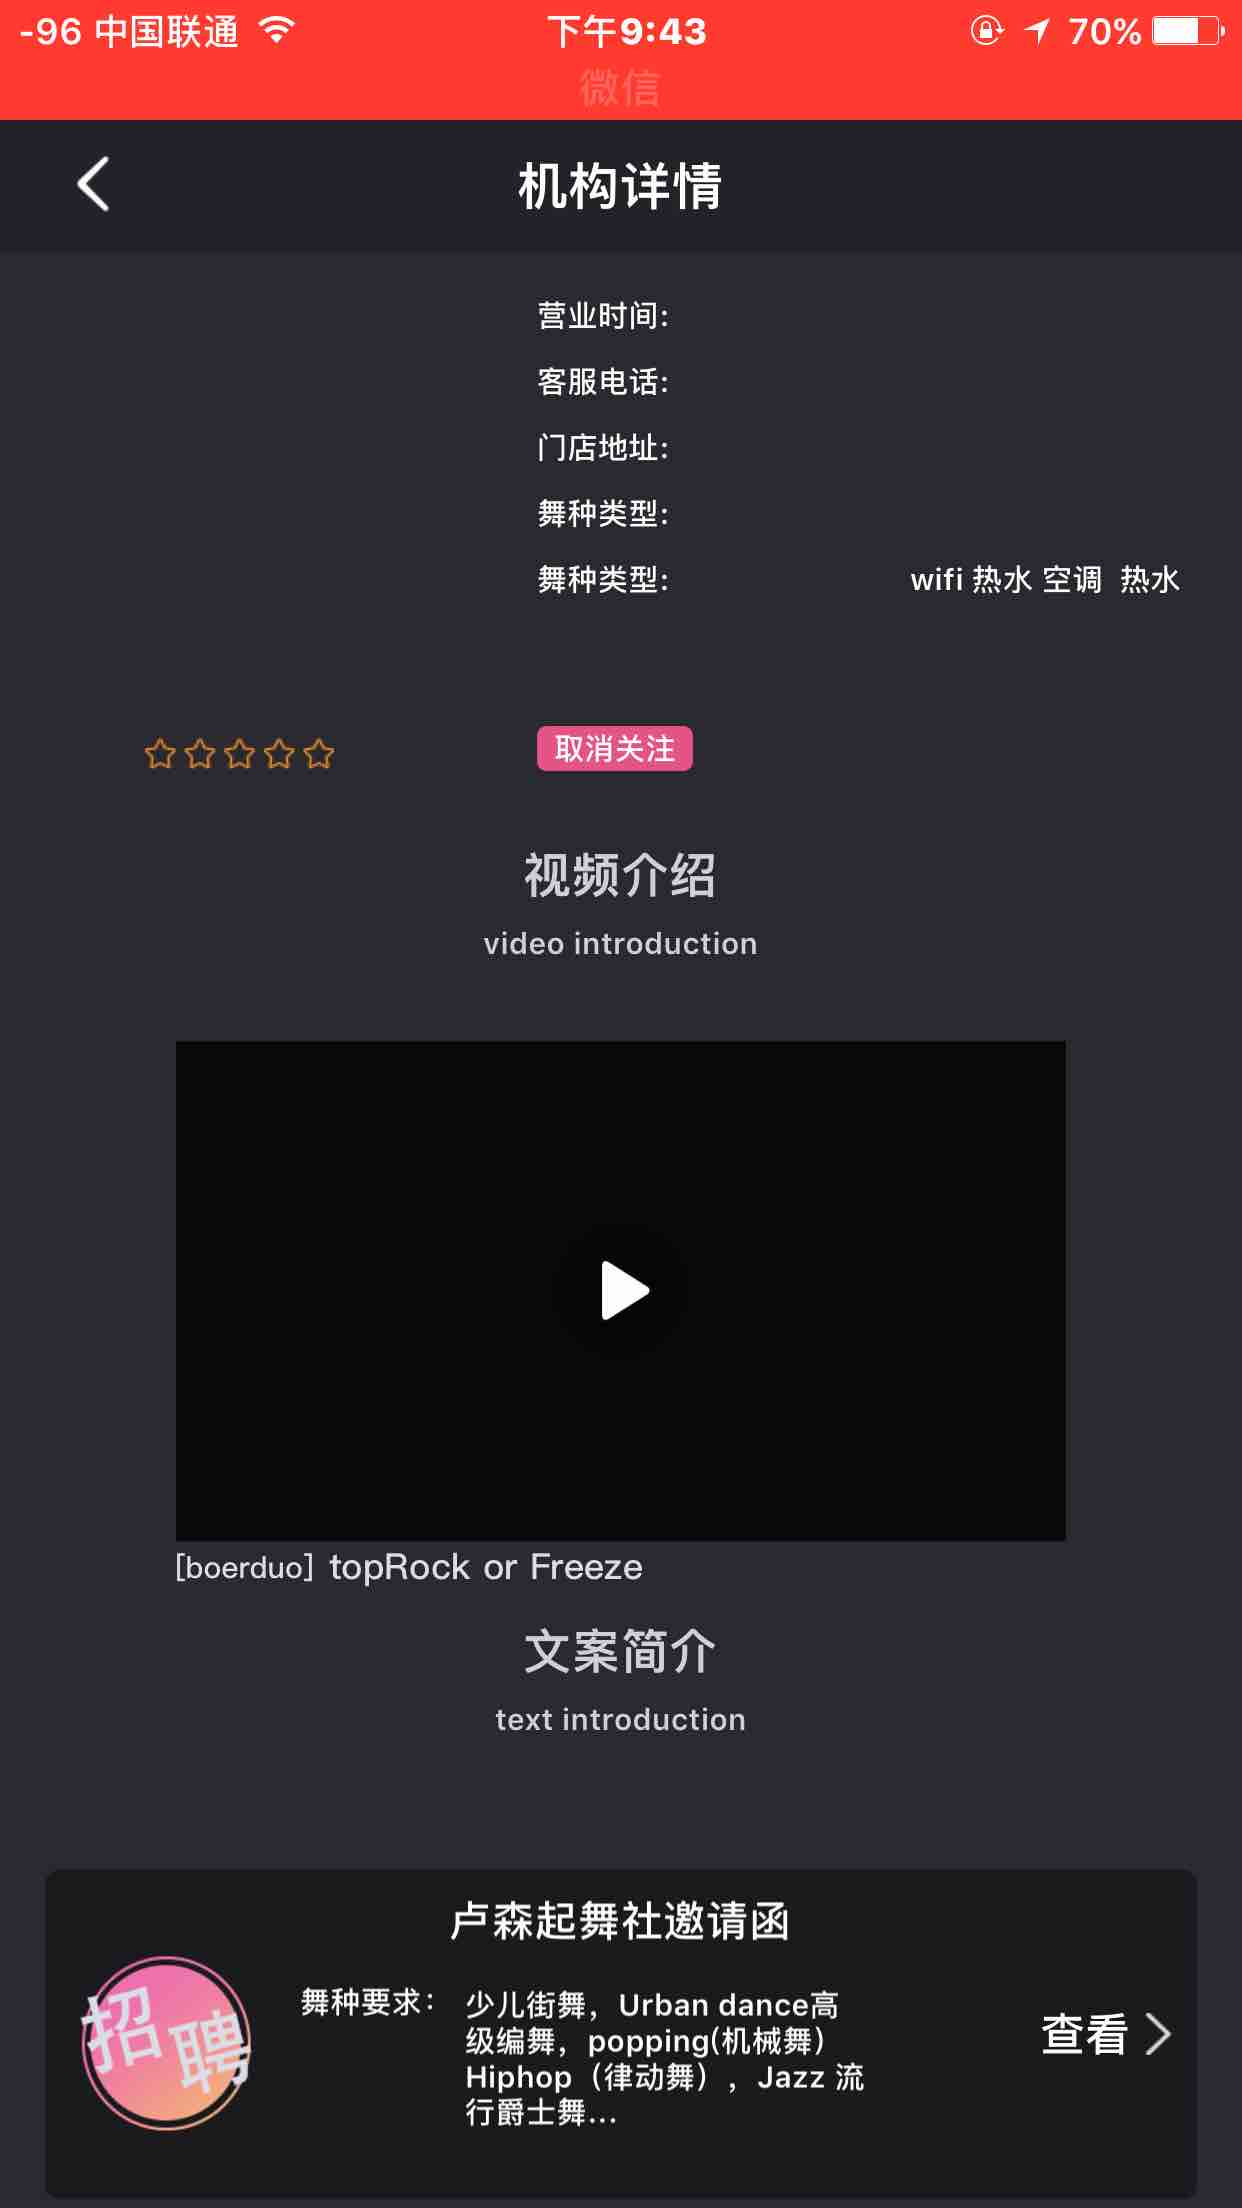 -96 中国联通 下午9:43 70%
微信
机构详情
营业时间:
客服电话:
门店地址:
舞种类型:
舞种类型: wifi 热水 空调 热水
取消关注
视频介绍
video introduction
[boerduo] topRock or Freeze
文案简介
text introduction
卢森起舞社邀请函
招聘
舞种要求: 少儿街舞，Urban dance高
级编舞，popping(机械舞）
Hiphop（律动舞），Jazz 流
行爵士舞...
查看